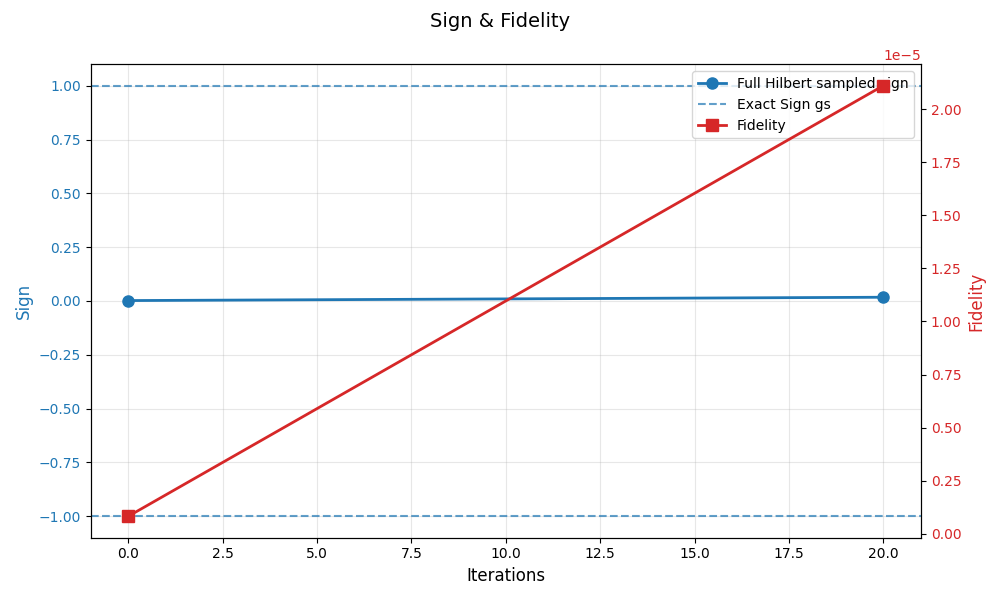 Sign & Fidelity
1e−5
Full Hilbert sampled sign
Exact Sign gs
Fidelity
1.00
0.75
0.50
0.25
0.00
−0.25
−0.50
−0.75
−1.00
Sign
2.00
1.75
1.50
1.25
1.00
0.75
0.50
0.25
0.00
Fidelity
0.0 2.5 5.0 7.5 10.0 12.5 15.0 17.5 20.0
Iterations